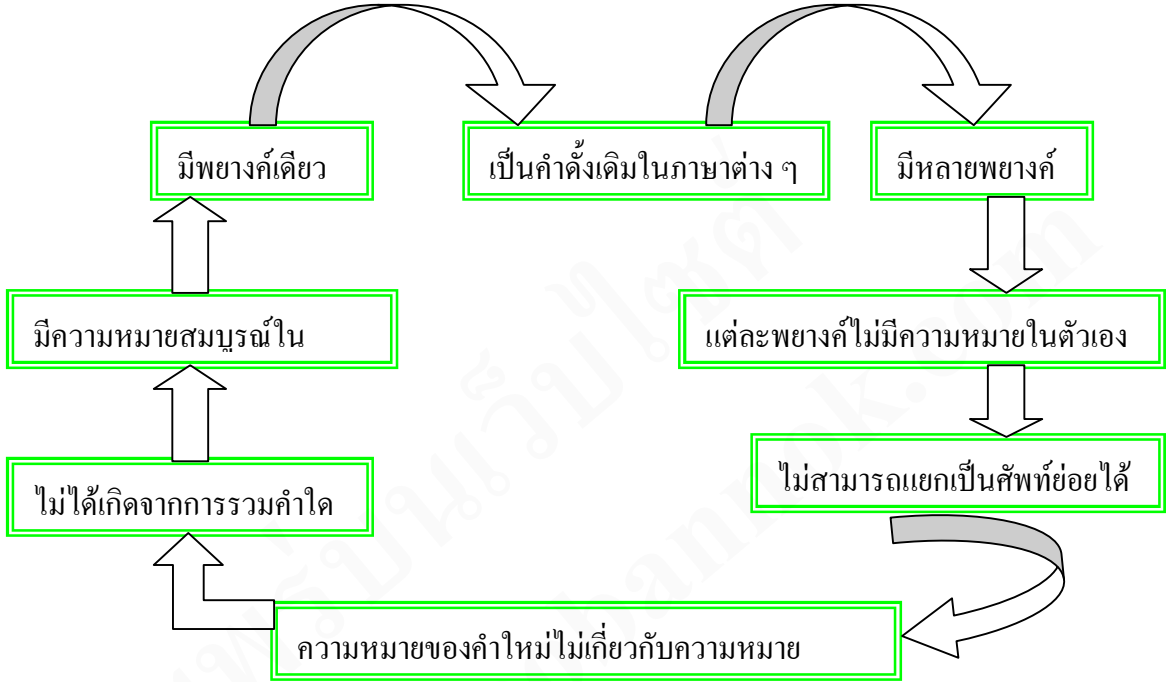 มีพยางค์เดียว
เป็นคำดั้งเดิมในภาษาต่าง ๆ
มีหลายพยางค์
มีความหมายสมบูรณ์ใน
แต่ละพยางค์ไม่มีความหมายในตัวเอง
ไม่ได้เกิดจากการรวมคำใด
ไม่สามารถแยกเป็นศัพท์ย่อยได้
ความหมายของคำใหม่ไม่เกี่ยวกับความหมาย